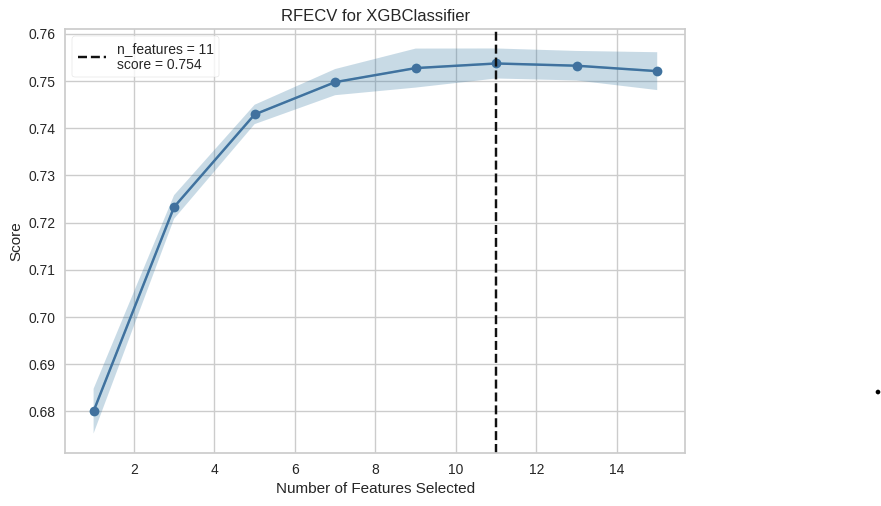 RFECV for XGBClassifier
n_features = 11
score = 0.754
0.76
0.75
0.74
0.73
0.72
0.71
0.70
0.69
0.68
Score
2 4 6 8 10 12 14
Number of Features Selected